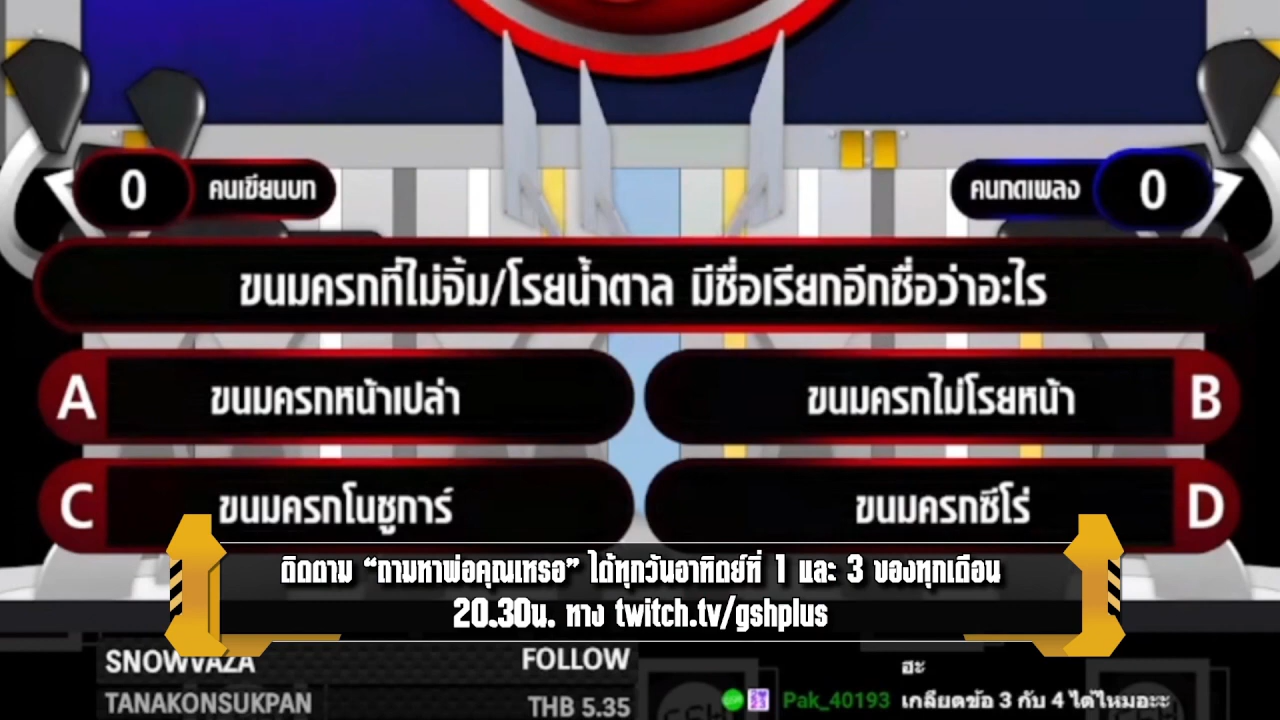 0 คนเขียนบท
คนกดเพลง 0
ขนมครกที่ไม่จิ้ม/โรยน้ำตาล มีชื่อเรียกอีกชื่อว่าอะไร
A ขนมครกหน้าเปล่า
ขนมครกไม่โรยหน้า B
C ขนมครกโนชูการ์
ขนมครกซีโร่ D
ติดตาม “ถามหาพ่อคุณเหรอ” ได้ทุกวันอาทิตย์ที่ 1 และ 3 ของทุกเดือน
20.30น. ทาง twitch.tv/gshplus
SNOWVAZA FOLLOW
TANAKONSUKPAN THB 5.35
ฮะ
Pak_40193 เกลียดข้อ 3 กับ 4 ได้ไหมอะะ